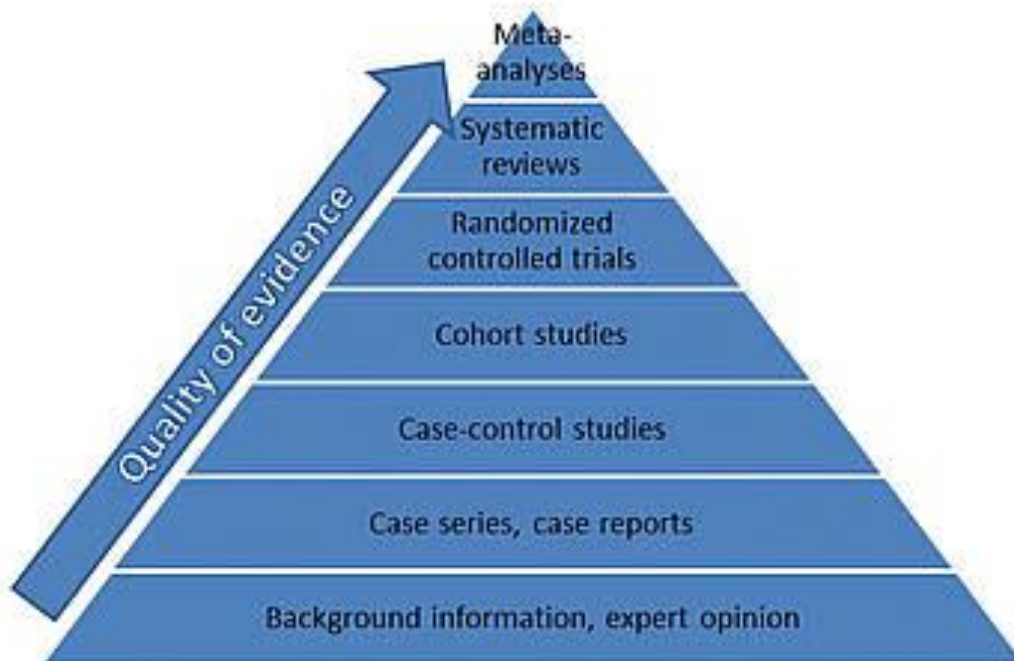 Meta-
analyses
Systematic
reviews
Randomized
controlled trials
Cohort studies
Case-control studies
Case series, case reports
Background information, expert opinion
Quality of evidence